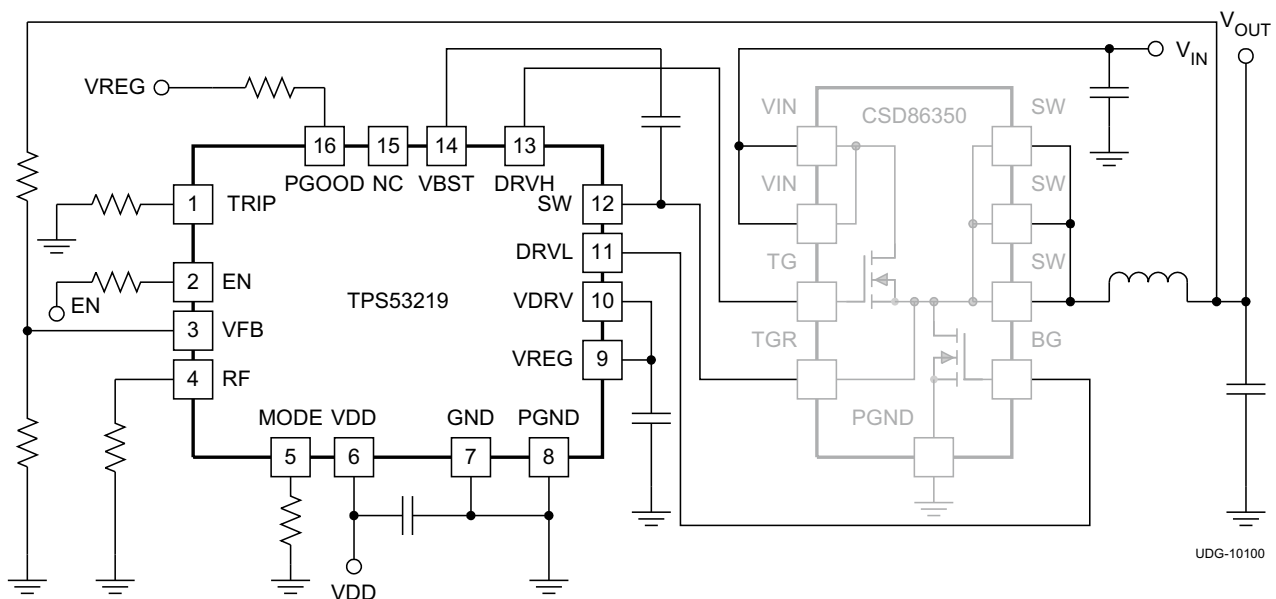 V_OUT
V_IN
VREG
VIN
CSD86350
SW
16
15
14
13
PGOOD
NC
VBST
DRVH
1
TRIP
SW
12
VIN
SW
DRVL
11
TG
SW
2
EN
EN
TPS53219
VDRV
10
3
VFB
TGR
BG
VREG
9
4
RF
MODE
VDD
GND
PGND
PGND
5
6
7
8
VDD
UDG-10100